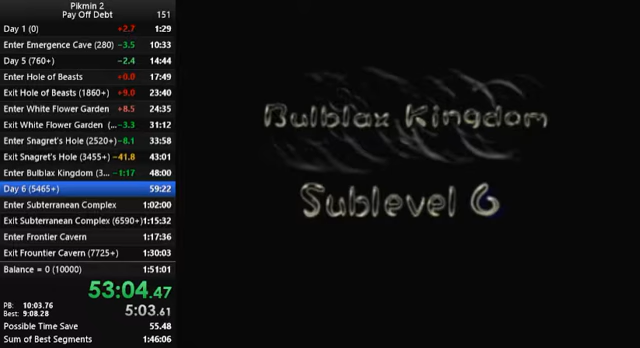 Pikmin 2
Pay Off Debt 151
Day 1 (0) +2.7 1:29
Enter Emergence Cave (280) −3.5 10:33
Day 5 (760+) −2.4 14:44
Enter Hole of Beasts +0.0 17:49
Exit Hole of Beasts (1860+) +9.0 23:40
Enter White Flower Garden +8.5 24:35
Exit White Flower Garden (... −3.3 31:12
Enter Snagret's Hole (2520+) −8.1 33:58
Exit Snagret's Hole (3455+) −41.8 43:01
Enter Bulblax Kingdom (3... −1:17 48:00
Day 6 (5465+) 59:22
Enter Subterranean Complex 1:02:00
Exit Subterranean Complex (6590+) 1:15:32
Enter Frontier Cavern 1:17:36
Exit Frountier Cavern (7725+) 1:30:03
Balance = 0 (10000) 1:51:01
53:04.47
PB: 10:03.76
Best: 9:08.28
5:03.61
Possible Time Save 55.48
Sum of Best Segments 1:46:06
Bulblax Kingdom
Sublevel 6